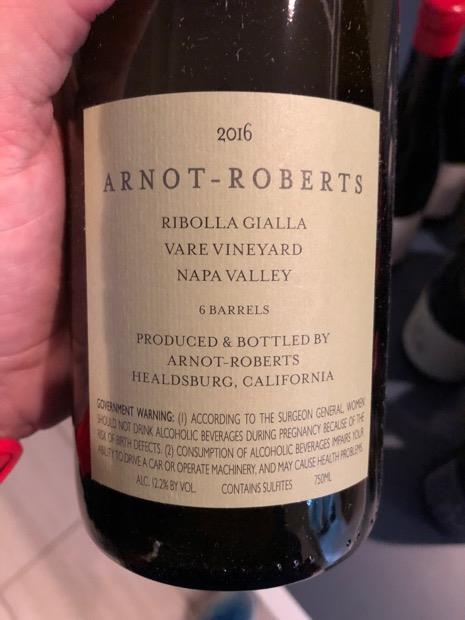 2016
ARNOT-ROBERTS
RIBOLLA GIALLA
VARE VINEYARD
NAPA VALLEY
6 BARRELS
PRODUCED & BOTTLED BY
ARNOT-ROBERTS
HEALDSBURG, CALIFORNIA
GOVERNMENT WARNING: (1) ACCORDING TO THE SURGEON GENERAL, WOMEN
SHOULD NOT DRINK ALCOHOLIC BEVERAGES DURING PREGNANCY BECAUSE OF THE
RISK OF BIRTH DEFECTS. (2) CONSUMPTION OF ALCOHOLIC BEVERAGES IMPAIRS YOUR
ABILITY TO DRIVE A CAR OR OPERATE MACHINERY, AND MAY CAUSE HEALTH PROBLEMS.
ALC. 12.2% BY VOL. CONTAINS SULFITES 750ML